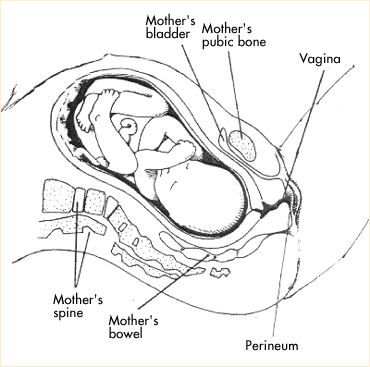 Mother's
bladder
Mother's
pubic bone
Vagina
Mother's
spine
Mother's
bowel
Perineum